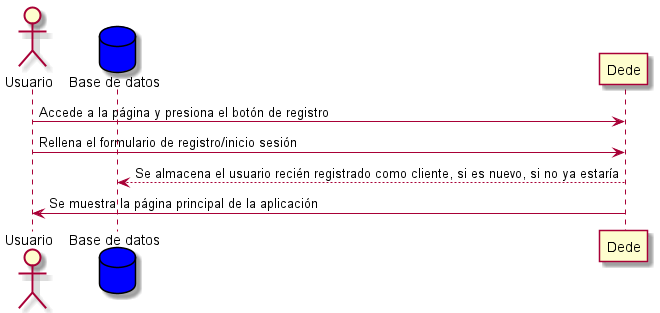 Usuario
Base de datos
Dede
Accede a la página y presiona el botón de registro
Rellena el formulario de registro/inicio sesión
Se almacena el usuario recién registrado como cliente, si es nuevo, si no ya estaría
Se muestra la página principal de la aplicación
Usuario
Base de datos
Dede